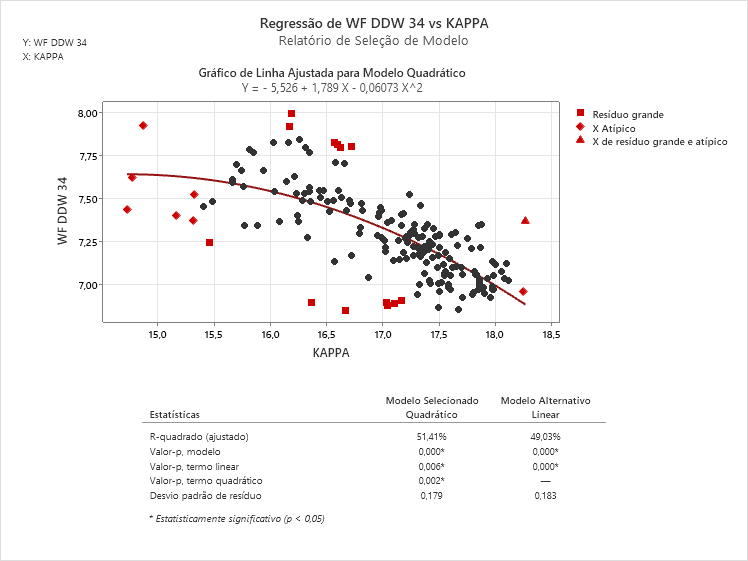 Regressão de WF DDW 34 vs KAPPA
Relatório de Seleção de Modelo
Y: WF DDW 34
X: KAPPA
Gráfico de Linha Ajustada para Modelo Quadrático
Y = - 5,526 + 1,789 X - 0,06073 X^2
8,00
7,75
7,50
7,25
7,00
WF DDW 34
15,0 15,5 16,0 16,5 17,0 17,5 18,0 18,5
KAPPA
Resíduo grande
X Atípico
X de resíduo grande e atípico
Modelo Selecionado Modelo Alternativo
Estatísticas Quadrático Linear
R-quadrado (ajustado) 51,41% 49,03%
Valor-p, modelo 0,000* 0,000*
Valor-p, termo linear 0,006* 0,000*
Valor-p, termo quadrático 0,002* —
Desvio padrão de resíduo 0,179 0,183
* Estatisticamente significativo (p < 0,05)